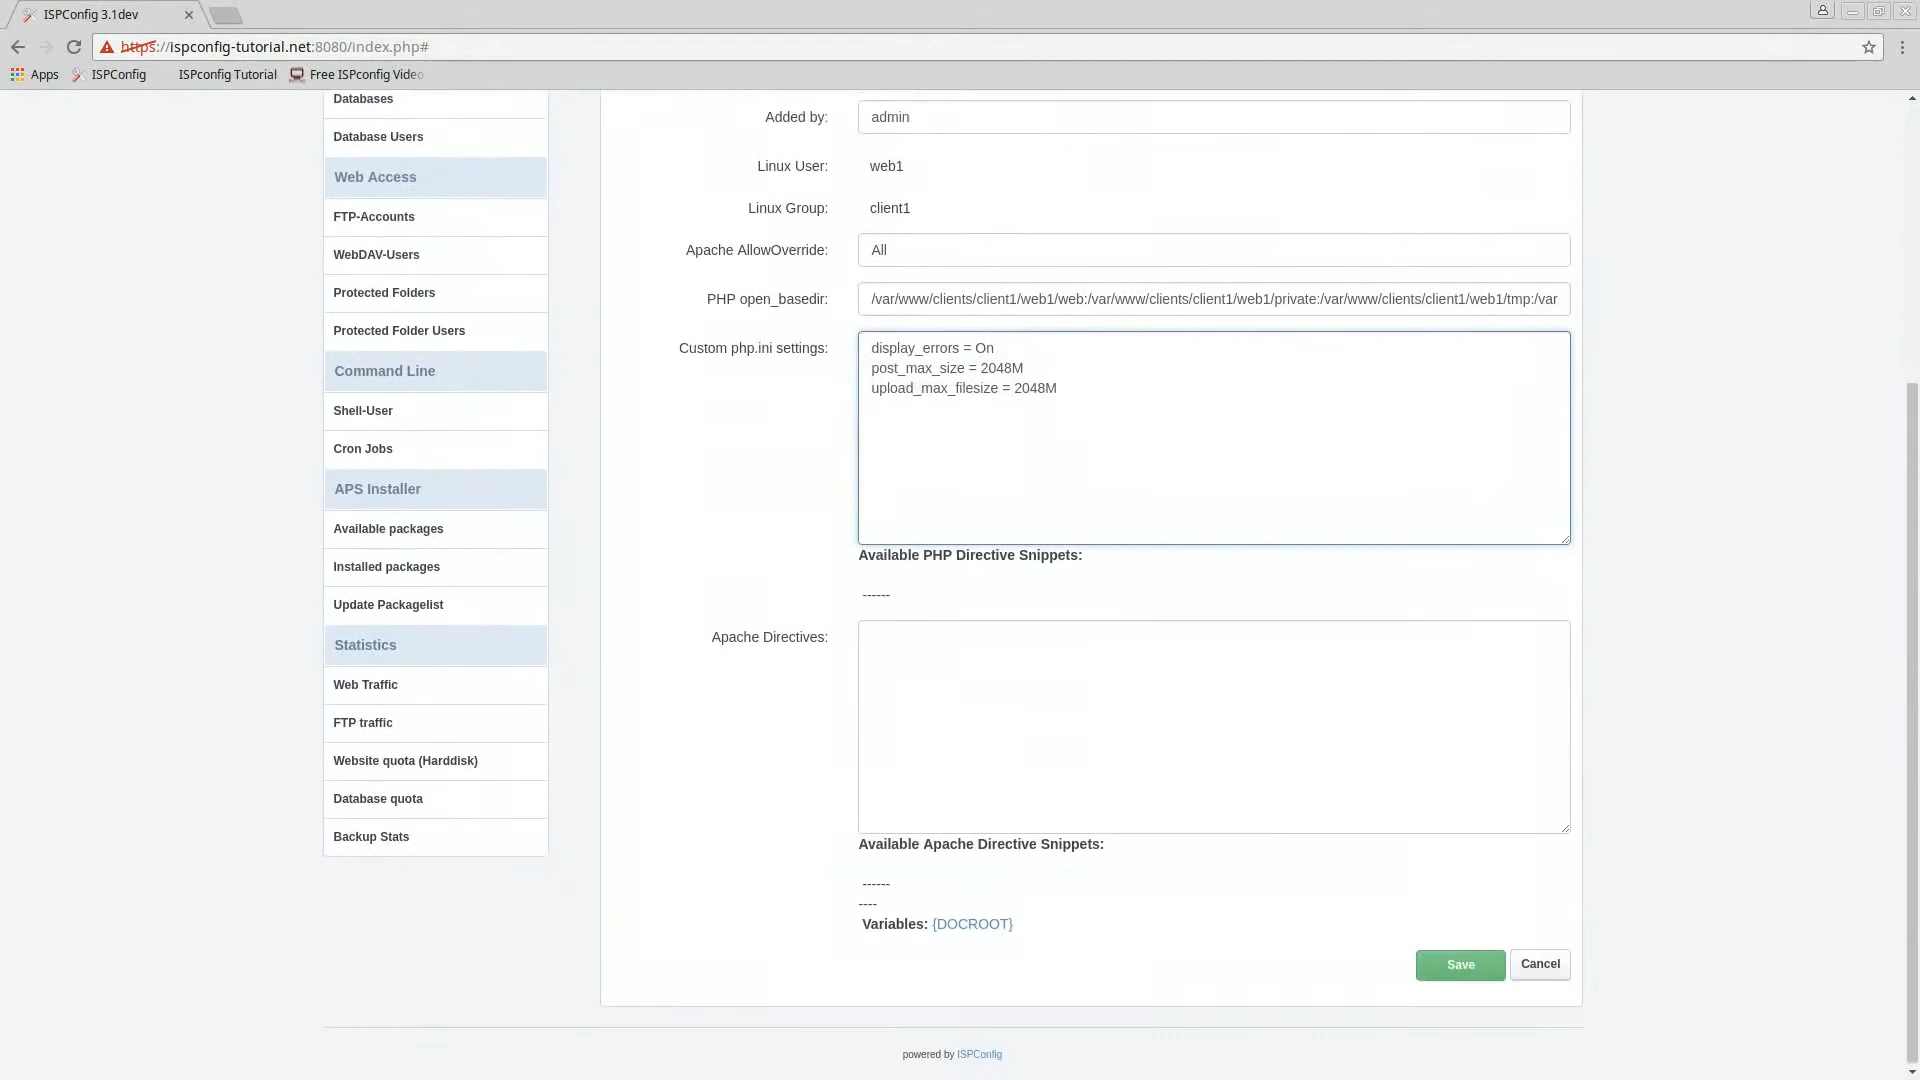 ISPConfig 3.1dev
https://ispconfig-tutorial.net:8080/index.php#
Apps
ISPConfig
ISPconfig Tutorial
Free ISPconfig Video
Databases
Database Users
Web Access
FTP-Accounts
WebDAV-Users
Protected Folders
Protected Folder Users
Command Line
Shell-User
Cron Jobs
APS Installer
Available packages
Installed packages
Update Packagelist
Statistics
Web Traffic
FTP traffic
Website quota (Harddisk)
Database quota
Backup Stats
Added by: admin
Linux User: web1
Linux Group: client1
Apache AllowOverride: All
PHP open_basedir: /var/www/clients/client1/web1/web:/var/www/clients/client1/web1/private:/var/www/clients/client1/web1/tmp:/var
Custom php.ini settings: display_errors = On
post_max_size = 2048M
upload_max_filesize = 2048M
Available PHP Directive Snippets:
------
Apache Directives:
Available Apache Directive Snippets:
------
----
Variables: {DOCROOT}
Save
Cancel
powered by ISPConfig